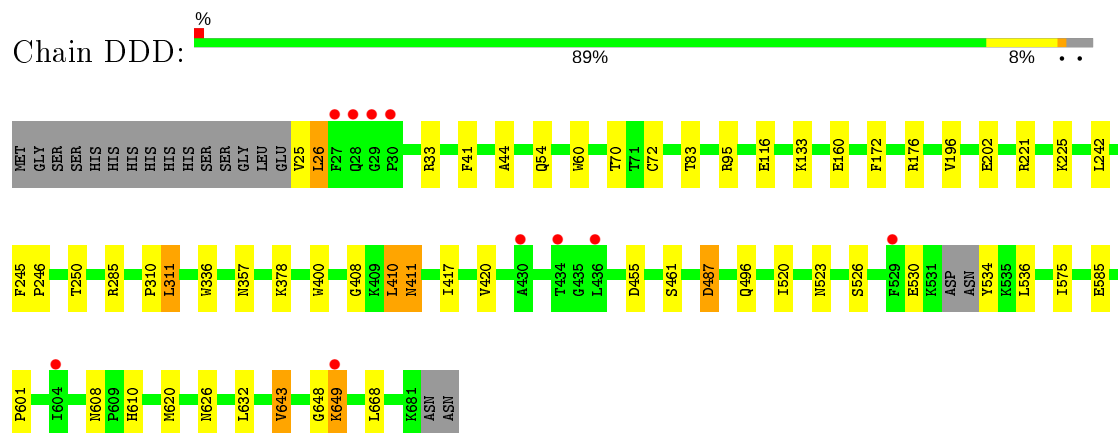 %
Chain DDD:
89% 8% • •
MET GLY SER SER HIS HIS HIS HIS HIS HIS SER SER GLY LEU GLU V25 L26 F27 Q28 G29 P30 R33 F41 A44 Q54 W60 T70 T71 C72 T83 R95 E116 K133 E160 F172 R176 V196 E202 R221 K225 L242
F245 P246 T250 R285 P310 L311 W336 N357 K378 W400 G408 K409 L410 N411 I417 V420 A430 T434 G435 L436 D455 S461 D487 Q496 I520 N523 S526 F529 E530 K531 ASP ASN Y534 K535 L536 I575 E585
P601 I604 N608 P609 H610 M620 N626 L632 V643 G648 K649 L668 K681 ASN ASN